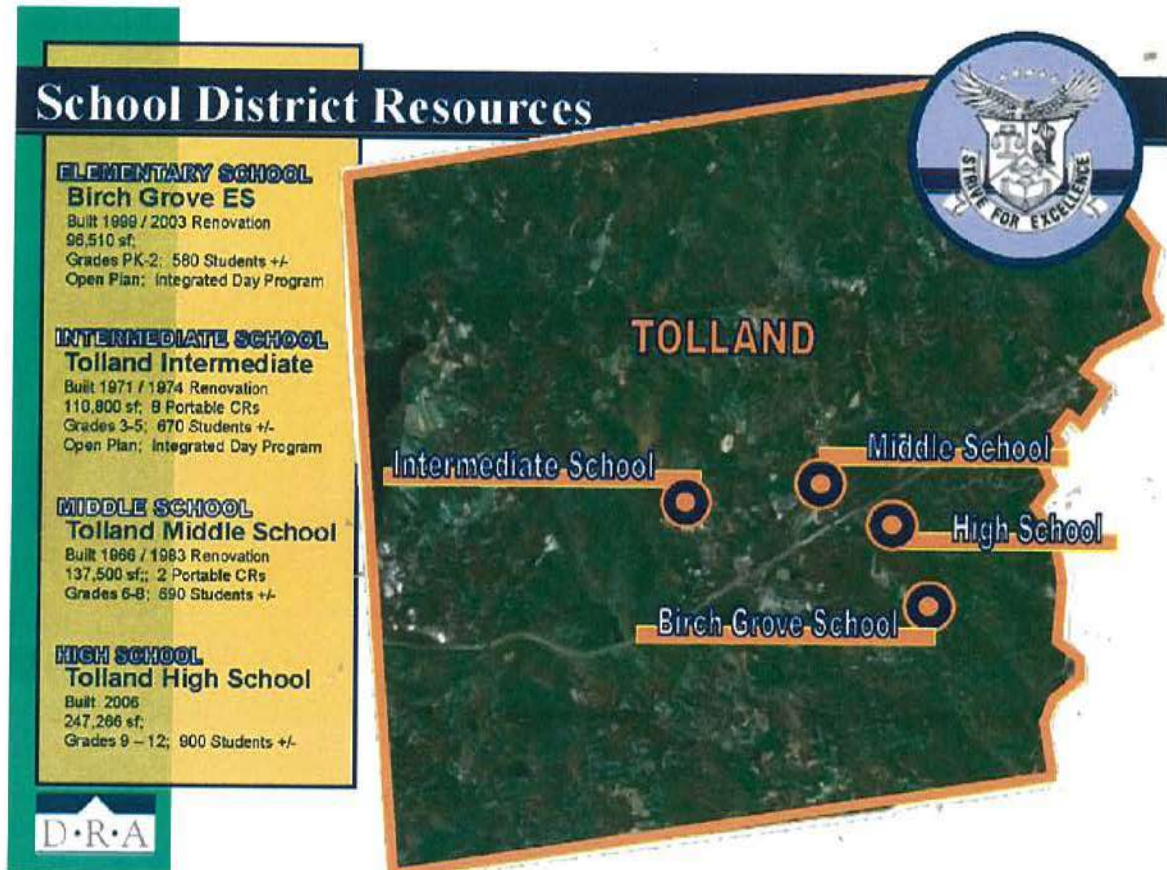 School District Resources
ELEMENTARY SCHOOL
Birch Grove ES
Built 1999 / 2003 Renovation
96,510 sf;
Grades PK-2; 580 Students +/-
Open Plan; Integrated Day Program
INTERMEDIATE SCHOOL
Tolland Intermediate
Built 1971 / 1974 Renovation
110,800 sf; 8 Portable CRs
Grades 3-5; 670 Students +/-
Open Plan; Integrated Day Program
MIDDLE SCHOOL
Tolland Middle School
Built 1966 / 1983 Renovation
137,500 sf;; 2 Portable CRs
Grades 6-8; 690 Students +/-
HIGH SCHOOL
Tolland High School
Built 2006
247,266 sf;
Grades 9 – 12; 900 Students +/-
D·R·A
STRIVE FOR EXCELLENCE
TOLLAND
Intermediate School
Middle School
High School
Birch Grove School